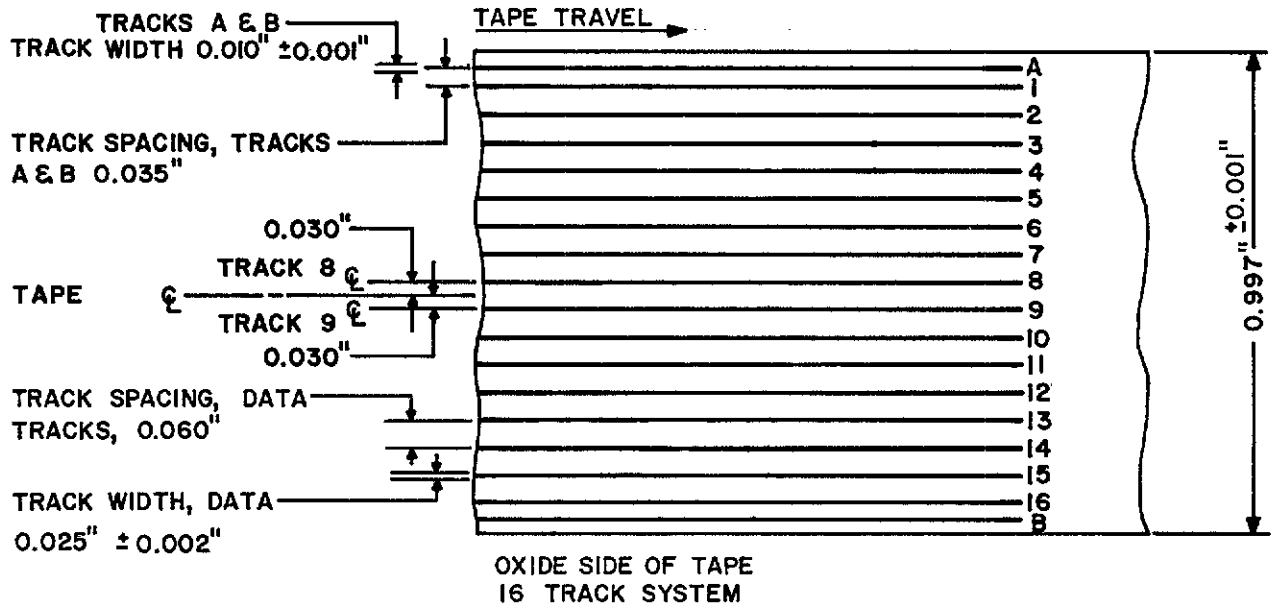 TRACKS A & B
TRACK WIDTH 0.010" ±0.001"
TAPE TRAVEL
A
1
2
TRACK SPACING, TRACKS
A & B 0.035"
3
4
5
0.030"
6
7
TRACK 8 ℄
8
TAPE ℄
TRACK 9 ℄
9
0.030"
10
11
TRACK SPACING, DATA
TRACKS, 0.060"
12
13
14
15
TRACK WIDTH, DATA
0.025" ±0.002"
16
B
0.997" ±0.001"
OXIDE SIDE OF TAPE
16 TRACK SYSTEM